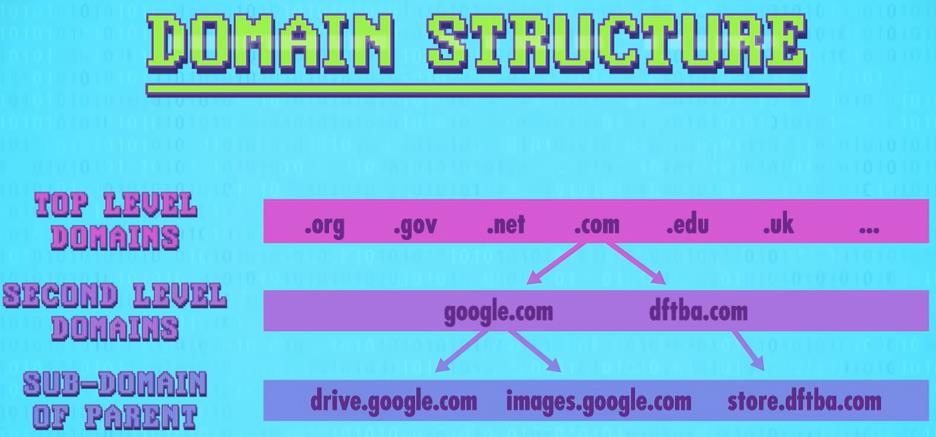 DOMAIN STRUCTURE
TOP LEVEL
DOMAINS
.org .gov .net .com .edu .uk ...
SECOND LEVEL
DOMAINS
google.com dftba.com
SUB-DOMAIN
OF PARENT
drive.google.com images.google.com store.dftba.com